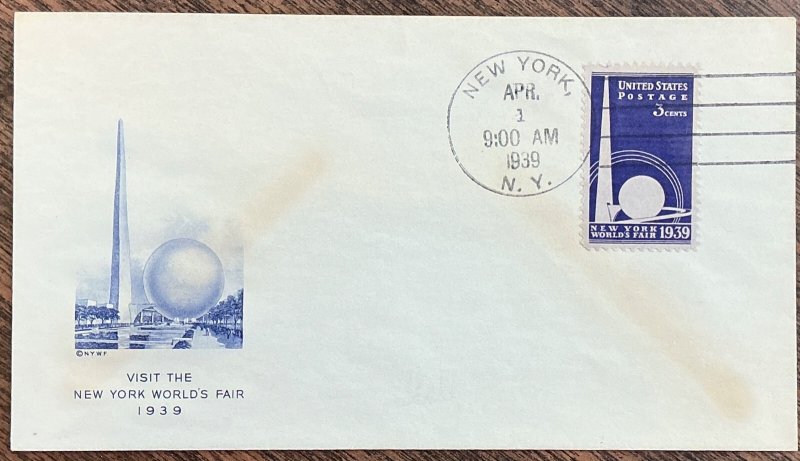 NEW YORK,
APR.
1
9:00 AM
1939
N. Y.
UNITED STATES
POSTAGE
3 CENTS
NEW YORK
WORLD'S FAIR 1939
© N.Y.W.F.
VISIT THE
NEW YORK WORLD'S FAIR
1939